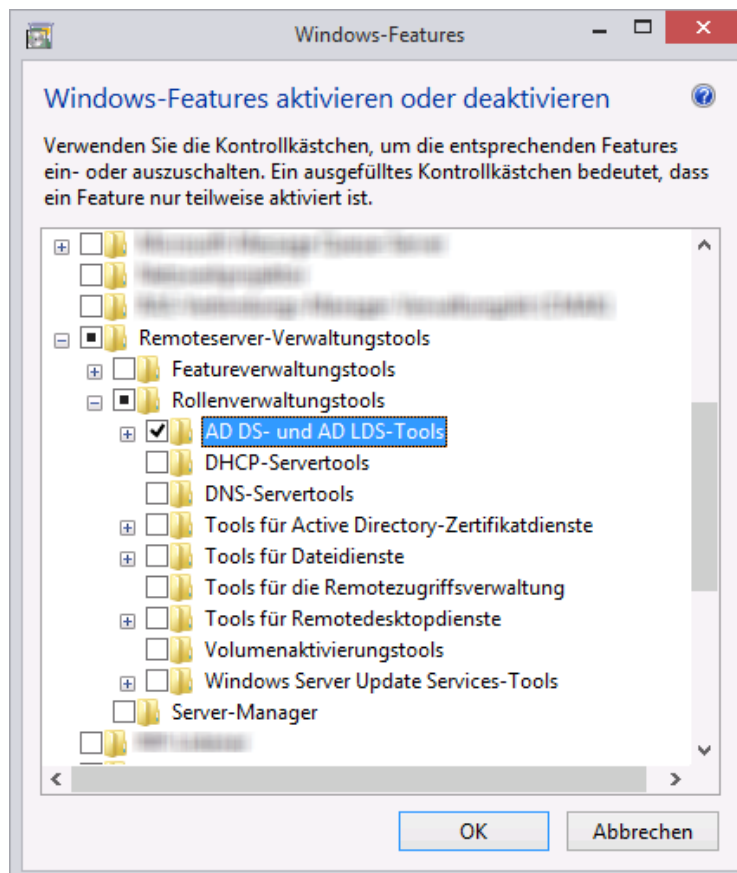 Windows-Features
Windows-Features aktivieren oder deaktivieren
Verwenden Sie die Kontrollkästchen, um die entsprechenden Features
ein- oder auszuschalten. Ein ausgefülltes Kontrollkästchen bedeutet, dass
ein Feature nur teilweise aktiviert ist.
Remoteserver-Verwaltungstools
Featureverwaltungstools
Rollenverwaltungstools
AD DS- und AD LDS-Tools
DHCP-Servertools
DNS-Servertools
Tools für Active Directory-Zertifikatdienste
Tools für Dateidienste
Tools für die Remotezugriffsverwaltung
Tools für Remotedesktopdienste
Volumenaktivierungstools
Windows Server Update Services-Tools
Server-Manager
OK Abbrechen